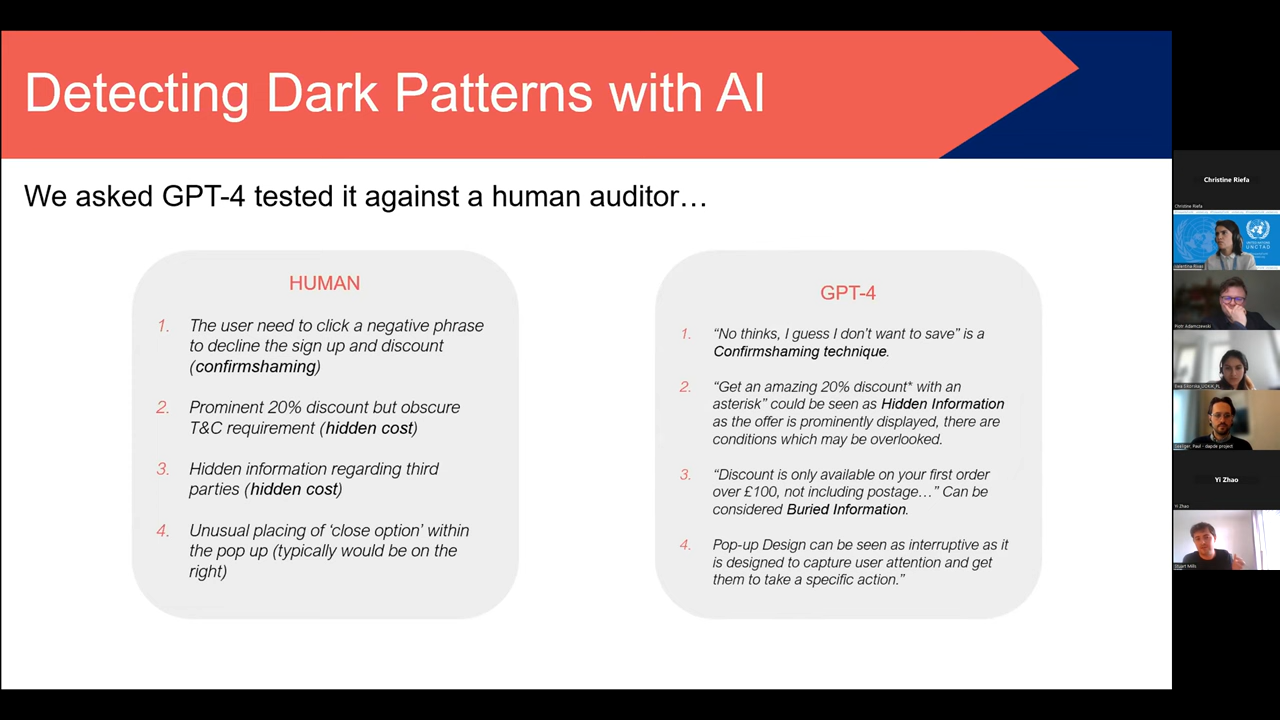 Detecting Dark Patterns with AI
We asked GPT-4 tested it against a human auditor…
HUMAN
1. The user need to click a negative phrase
to decline the sign up and discount
(confirmshaming)
2. Prominent 20% discount but obscure
T&C requirement (hidden cost)
3. Hidden information regarding third
parties (hidden cost)
4. Unusual placing of ‘close option’ within
the pop up (typically would be on the
right)
GPT-4
1. “No thinks, I guess I don’t want to save” is a
Confirmshaming technique.
2. “Get an amazing 20% discount* with an
asterisk” could be seen as Hidden Information
as the offer is prominently displayed, there are
conditions which may be overlooked.
3. “Discount is only available on your first order
over £100, not including postage…” Can be
considered Buried Information.
4. Pop-up Design can be seen as interruptive as it
is designed to capture user attention and get
them to take a specific action.”
Christine Riefa
Christine Riefa
UNCTAD
Piotr Adamczewski
Paul - dapde project
Yi Zhao
Yi Zhao
Stuart Mills